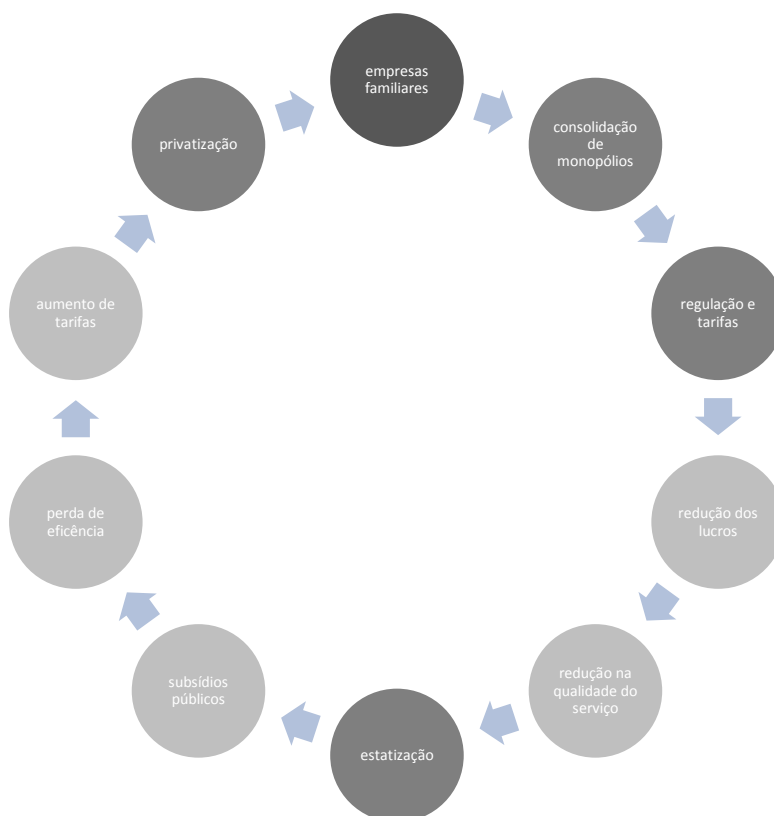 empresas
familiares
consolidação
de
monopólios
regulação e
tarifas
redução dos
lucros
redução na
qualidade do
serviço
estatização
subsídios
públicos
perda de
eficência
aumento de
tarifas
privatização